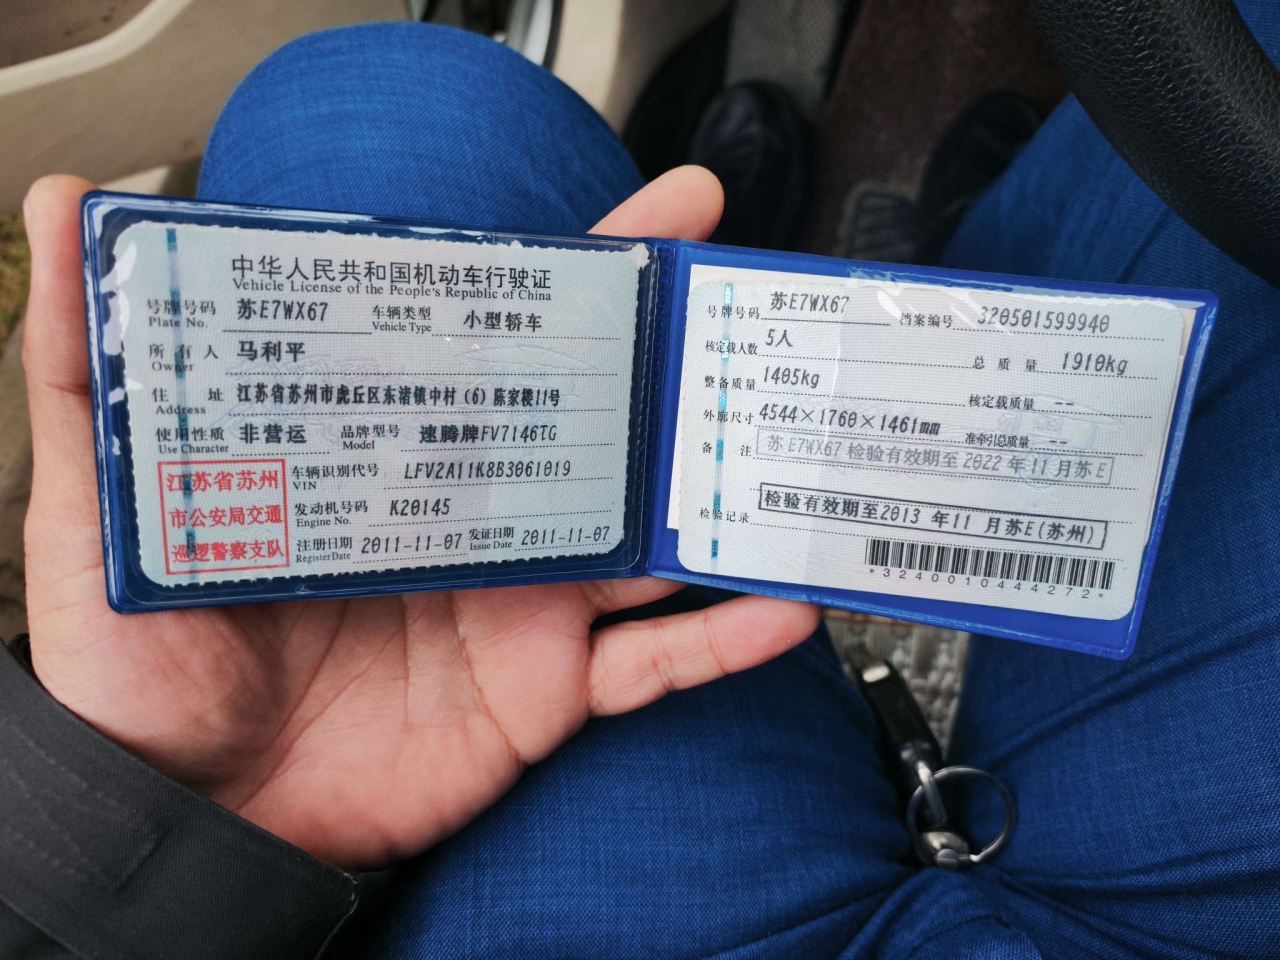 中华人民共和国机动车行驶证
Vehicle License of the People's Republic of China
号牌号码 苏E7WX67 车辆类型 小型轿车
Plate No. Vehicle Type
所有人 马利平
Owner
住址 江苏省苏州市虎丘区东渚镇中村(6)陈家楼11号
Address
使用性质 非营运 品牌型号 速腾牌FV7146TG
Use Character Model
江苏省苏州
市公安局交通
巡逻警察支队
车辆识别代号 LFV2A11K8B3061019
VIN
发动机号码 K20145
Engine No.
注册日期 2011-11-07 发证日期 2011-11-07
Register Date Issue Date
号牌号码 苏E7WX67 档案编号 320501599940
核定载人数 5人 总质量 1910kg
整备质量 1405kg 核定载质量 --
外廓尺寸 4544×1760×1461mm 准牵引总质量 --
备注 苏E7WX67 检验有效期至2022年11月苏E
检验记录 检验有效期至2013 年11 月苏E(苏州)
*3240010444272*